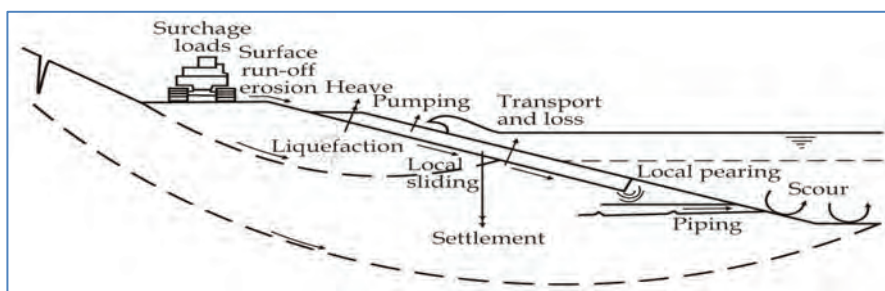 Surchage
loads
Surface
run-off
erosion
Heave
Pumping
Transport
and loss
Liquefaction
Local
sliding
Local pearing
Scour
Piping
Settlement